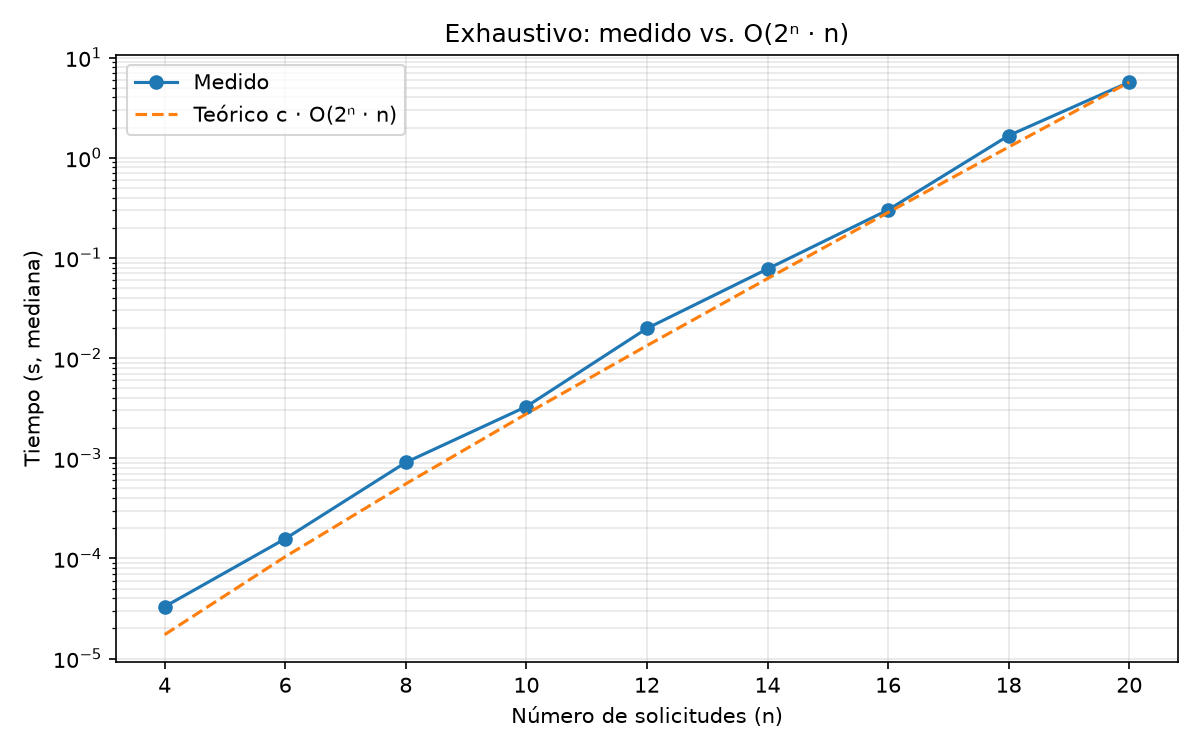 Exhaustivo: medido vs. O(2ⁿ · n)
Medido
Teórico c · O(2ⁿ · n)
Tiempo (s, mediana)
10¹
10⁰
10⁻¹
10⁻²
10⁻³
10⁻⁴
10⁻⁵
4 6 8 10 12 14 16 18 20
Número de solicitudes (n)